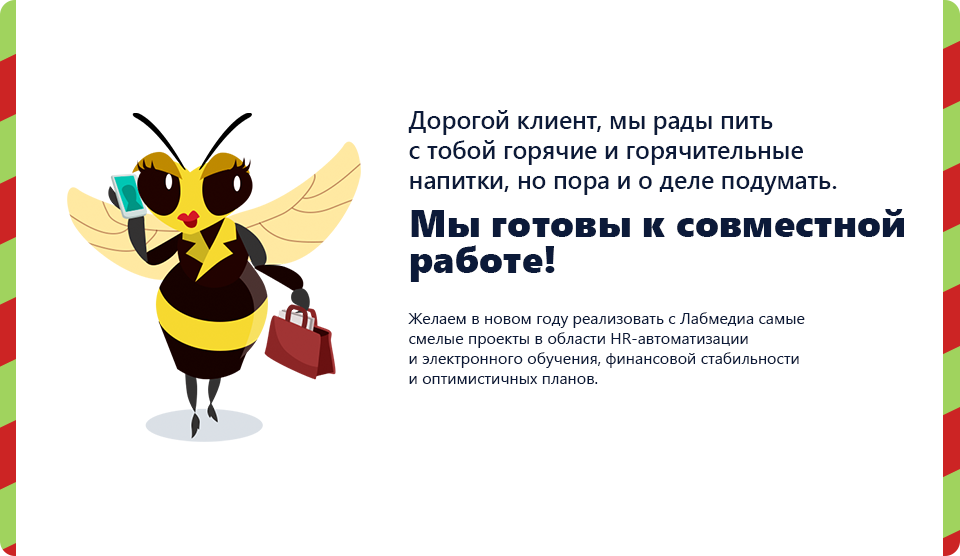 Дорогой клиент, мы рады пить
с тобой горячие и горячительные
напитки, но пора и о деле подумать.
Мы готовы к совместной
работе!
Желаем в новом году реализовать с Лабмедиа самые
смелые проекты в области HR-автоматизации
и электронного обучения, финансовой стабильности
и оптимистичных планов.